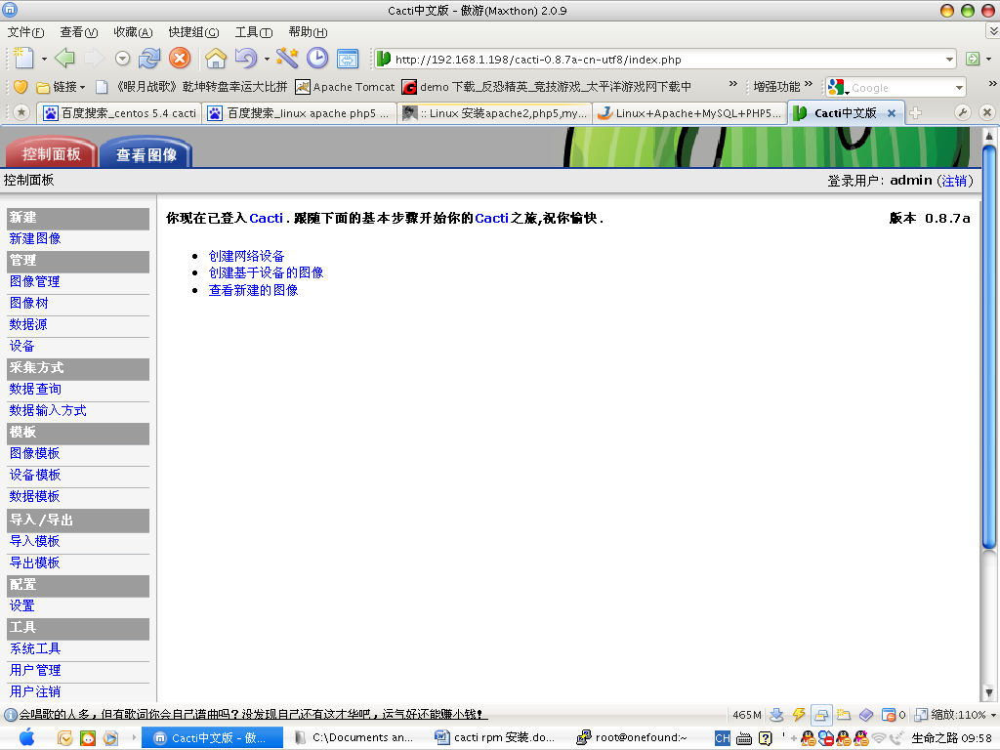 Cacti中文版 - 傲游(Maxthon) 2.0.9
文件(F) 查看(V) 收藏(A) 快捷组(G) 工具(T) 帮助(H)
http://192.168.1.198/cacti-0.8.7a-cn-utf8/index.php
链接 《暇月战歌》乾坤转盘幸运大比拼 Apache Tomcat demo 下载_反恐精英_竞技游戏_太平洋游戏网下载中 » 增强功能 » Google »
百度搜索_centos 5.4 cacti 百度搜索_linux apache php5 ... :: Linux 安装apache2,php5,my... Linux+Apache+MySQL+PHP5... Cacti中文版
控制面板 查看图像
控制面板 登录用户: admin (注销)
新建
新建图像
管理
图像管理
图像树
数据源
设备
采集方式
数据查询
数据输入方式
模板
图像模板
设备模板
数据模板
导入/导出
导入模板
导出模板
配置
设置
工具
系统工具
用户管理
用户注销
你现在已登入Cacti. 跟随下面的基本步骤开始你的Cacti之旅,祝你愉快. 版本 0.8.7a
创建网络设备
创建基于设备的图像
查看新建的图像
会唱歌的人多，但有歌词你会自己谱曲吗？没发现自己还有这才华吧，运气好还能赚小钱！ 465M 0 缩放:110%
Cacti中文版 - 傲... C:\Documents an... cacti rpm 安装.do... root@onefound:~ CH 生命之路 09:58